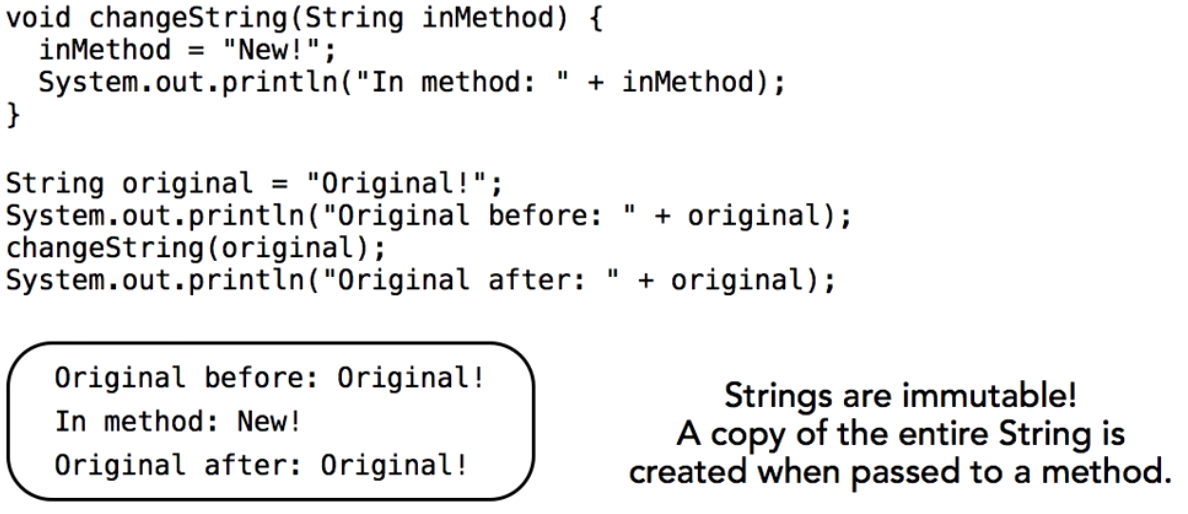 void changeString(String inMethod) {
  inMethod = "New!";
  System.out.println("In method: " + inMethod);
}
String original = "Original!";
System.out.println("Original before: " + original);
changeString(original);
System.out.println("Original after: " + original);
Original before: Original!
In method: New!
Original after: Original!
Strings are immutable!
A copy of the entire String is
created when passed to a method.